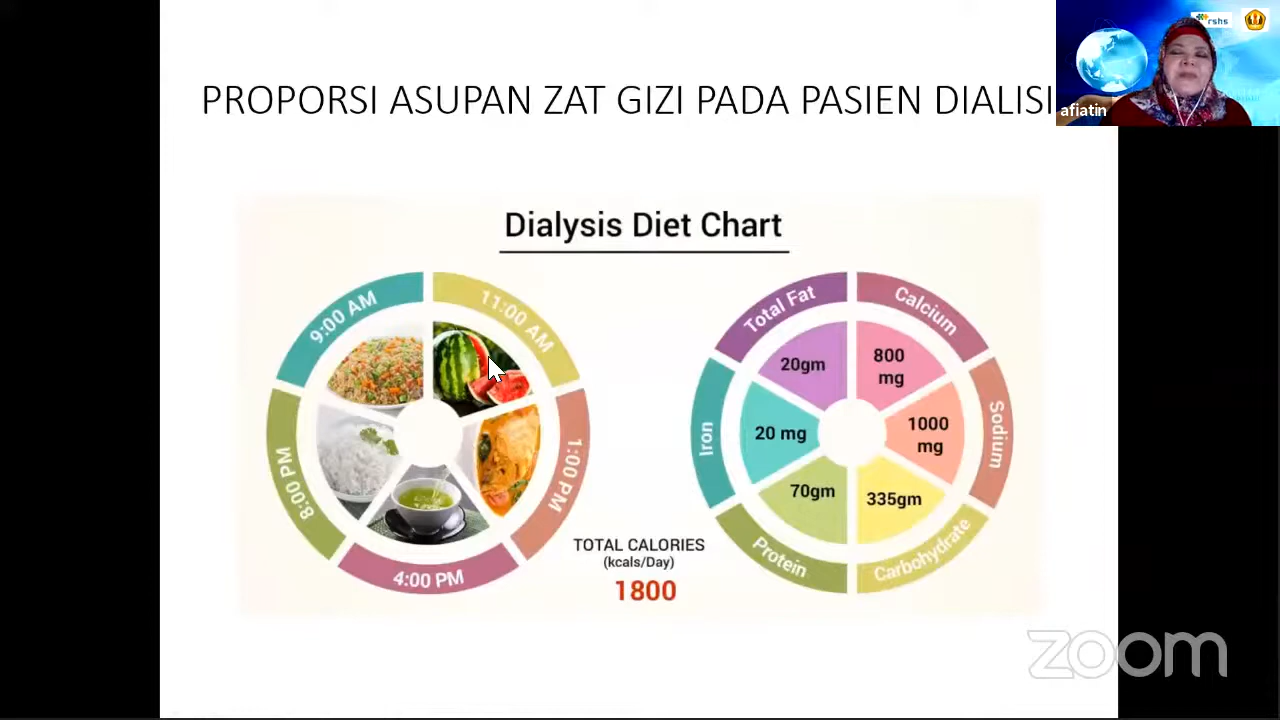 PROPORSI ASUPAN ZAT GIZI PADA PASIEN DIALISI
rshs
afiatin
Dialysis Diet Chart
9:00 AM
11:00 AM
1:00 PM
4:00 PM
8:00 PM
TOTAL CALORIES
(kcals/Day)
1800
Total Fat
20gm
Calcium
800
mg
Sodium
1000
mg
Carbohydrate
335gm
Protein
70gm
Iron
20 mg
zoom